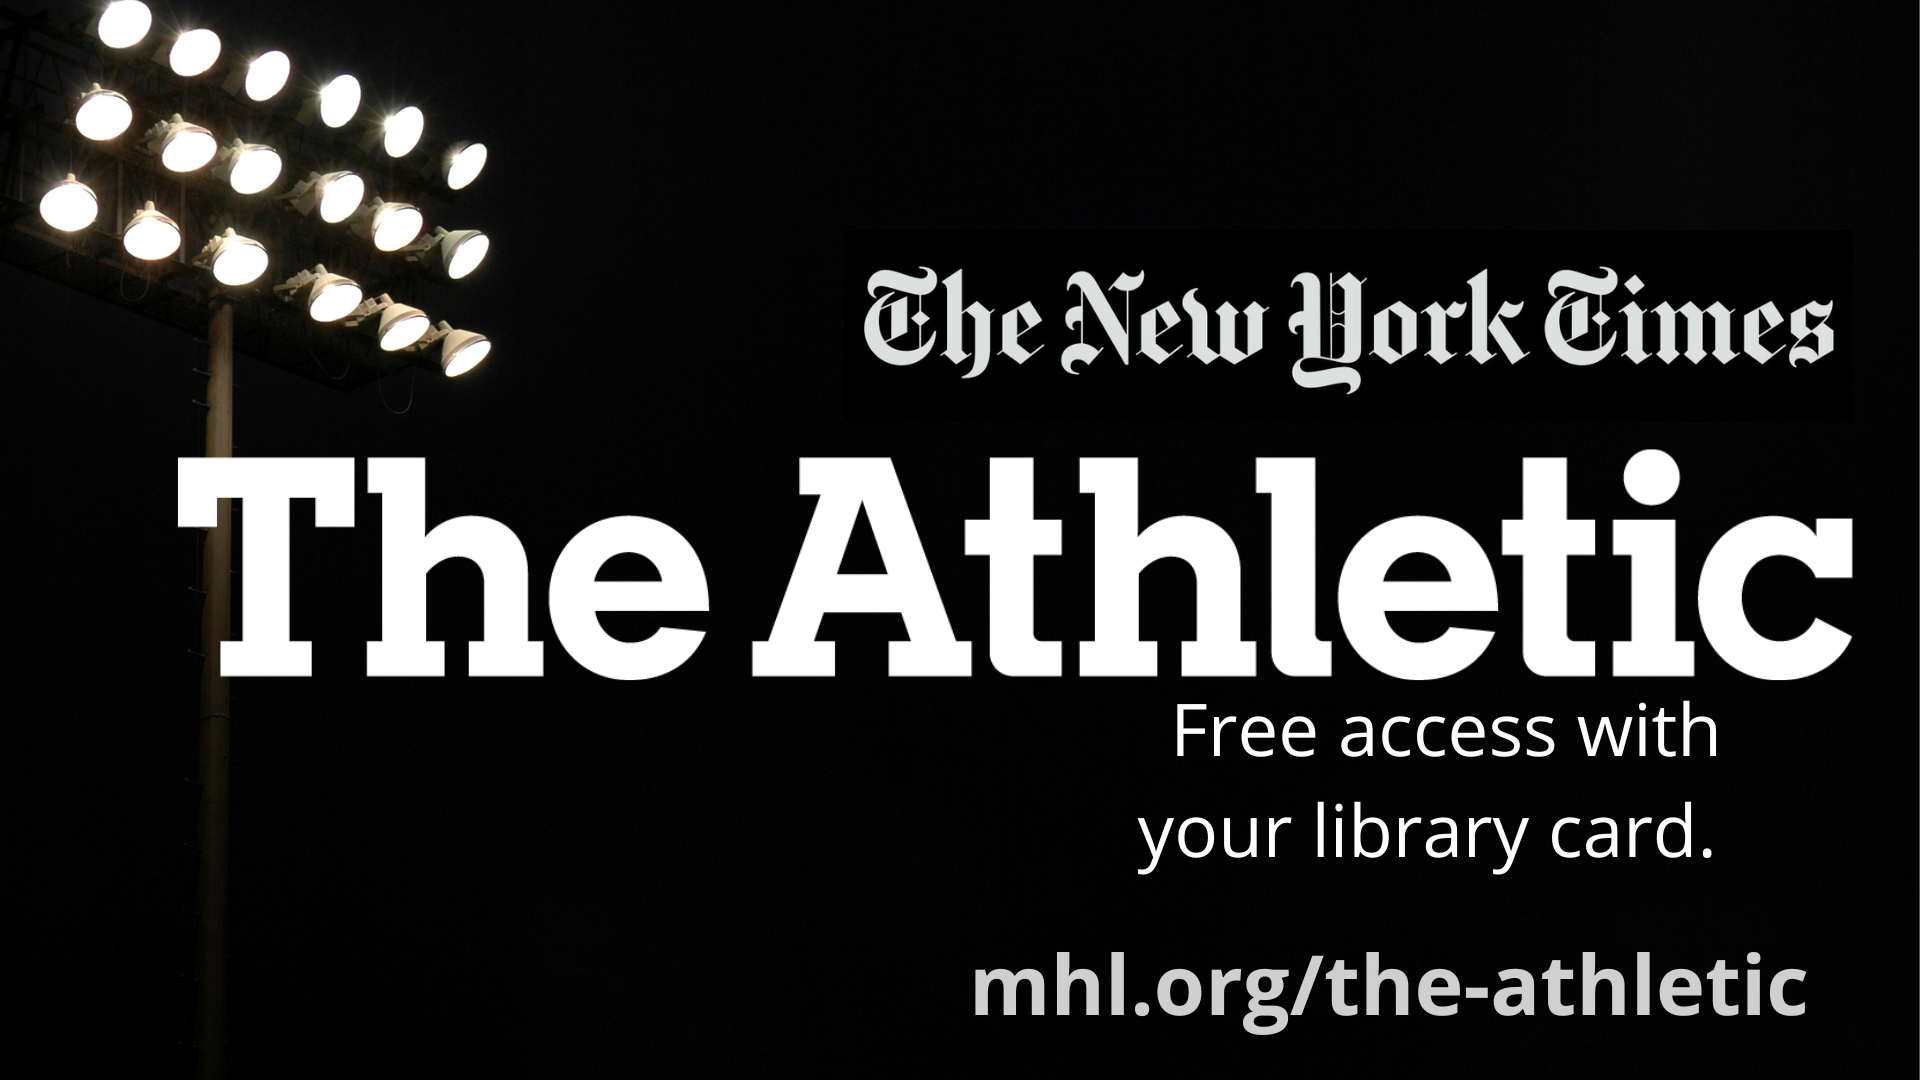 The New York Times
The Athletic
Free access with
your library card.
mhl.org/the-athletic